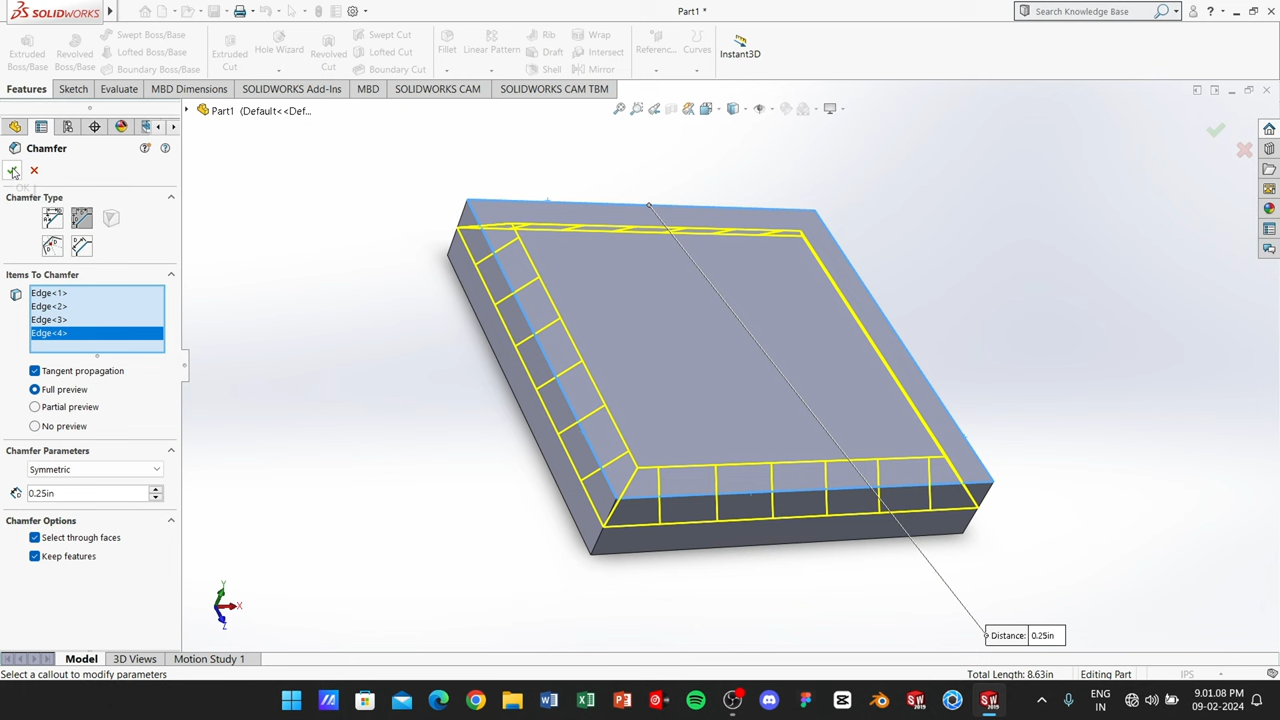 SOLIDWORKS
Part1 *
Search Knowledge Base
Extruded Boss/Base
Revolved Boss/Base
Swept Boss/Base
Lofted Boss/Base
Boundary Boss/Base
Extruded Cut
Hole Wizard
Revolved Cut
Swept Cut
Lofted Cut
Boundary Cut
Fillet
Linear Pattern
Rib
Draft
Shell
Wrap
Intersect
Mirror
Referenc...
Curves
Instant3D
Features
Sketch
Evaluate
MBD Dimensions
SOLIDWORKS Add-Ins
MBD
SOLIDWORKS CAM
SOLIDWORKS CAM TBM
Part1 (Default<<Def...
Chamfer
OK
Chamfer Type
Items To Chamfer
Edge<1>
Edge<2>
Edge<3>
Edge<4>
Tangent propagation
Full preview
Partial preview
No preview
Chamfer Parameters
Symmetric
0.25in
Chamfer Options
Select through faces
Keep features
Y
X
Z
Distance: 0.25in
Model
3D Views
Motion Study 1
Select a callout to modify parameters
Total Length: 8.63in
Editing Part
IPS
ENG
IN
9.01.08 PM
09-02-2024